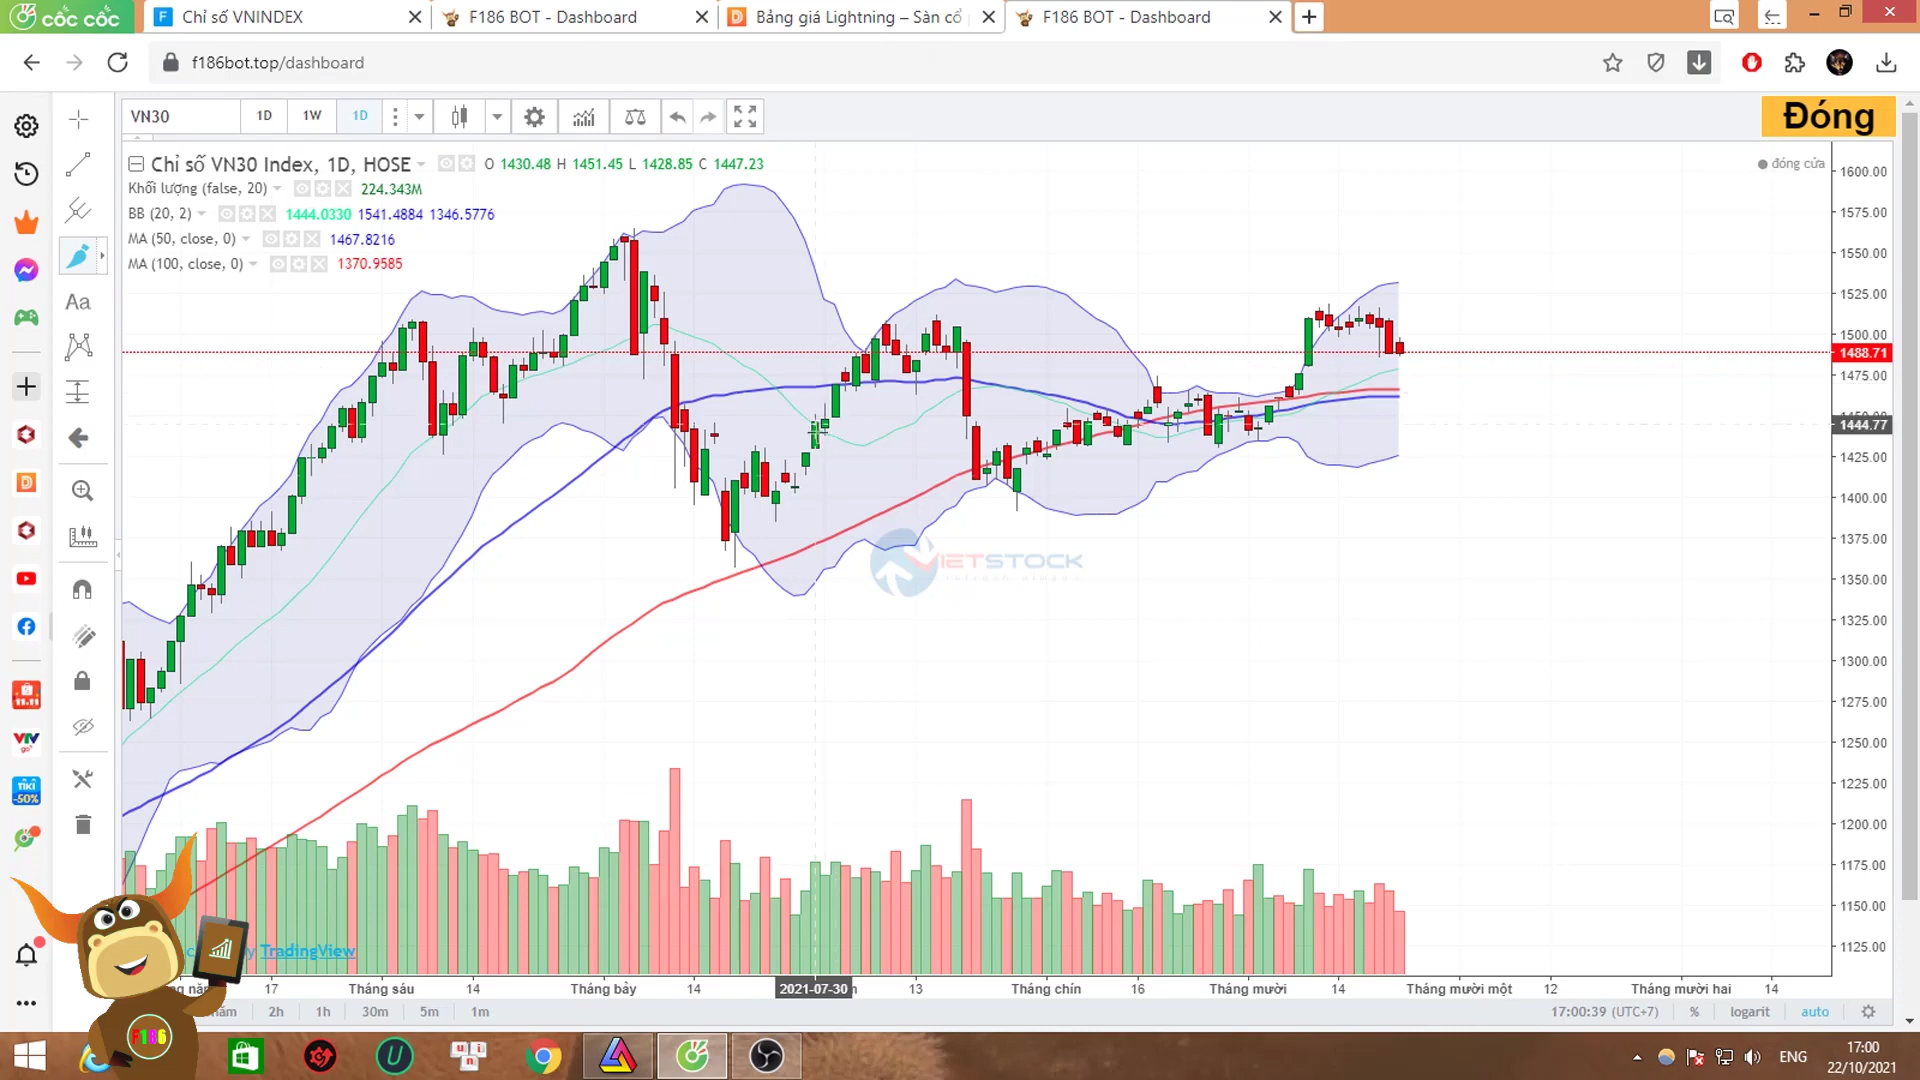 cốc cốc
Chỉ số VNINDEX
F186 BOT - Dashboard
Bảng giá Lightning – Sàn cổ
F186 BOT - Dashboard
f186bot.top/dashboard
VN30 1D 1W 1D
Đóng
Chỉ số VN30 Index, 1D, HOSE O 1430.48 H 1451.45 L 1428.85 C 1447.23
đóng cửa
Khối lượng (false, 20) 224.343M
BB (20, 2) 1444.0330 1541.4884 1346.5776
MA (50, close, 0) 1467.8216
MA (100, close, 0) 1370.9585
Aa
1600.00
1575.00
1550.00
1525.00
1500.00
1488.71
1475.00
1444.77
1425.00
1400.00
1375.00
1350.00
1325.00
1300.00
1275.00
1250.00
1225.00
1200.00
1175.00
1150.00
1125.00
VIETSTOCK
11.11
VTV
go
TIKI
-50%
TradingView
17 Tháng sáu 14 Tháng bảy 14 2021-07-30 13 Tháng chín 16 Tháng mười 14 Tháng mười một 12 Tháng mười hai 14
2h 1h 30m 5m 1m
17:00:39 (UTC+7) % logarit auto
F186
ENG
17:00
22/10/2021